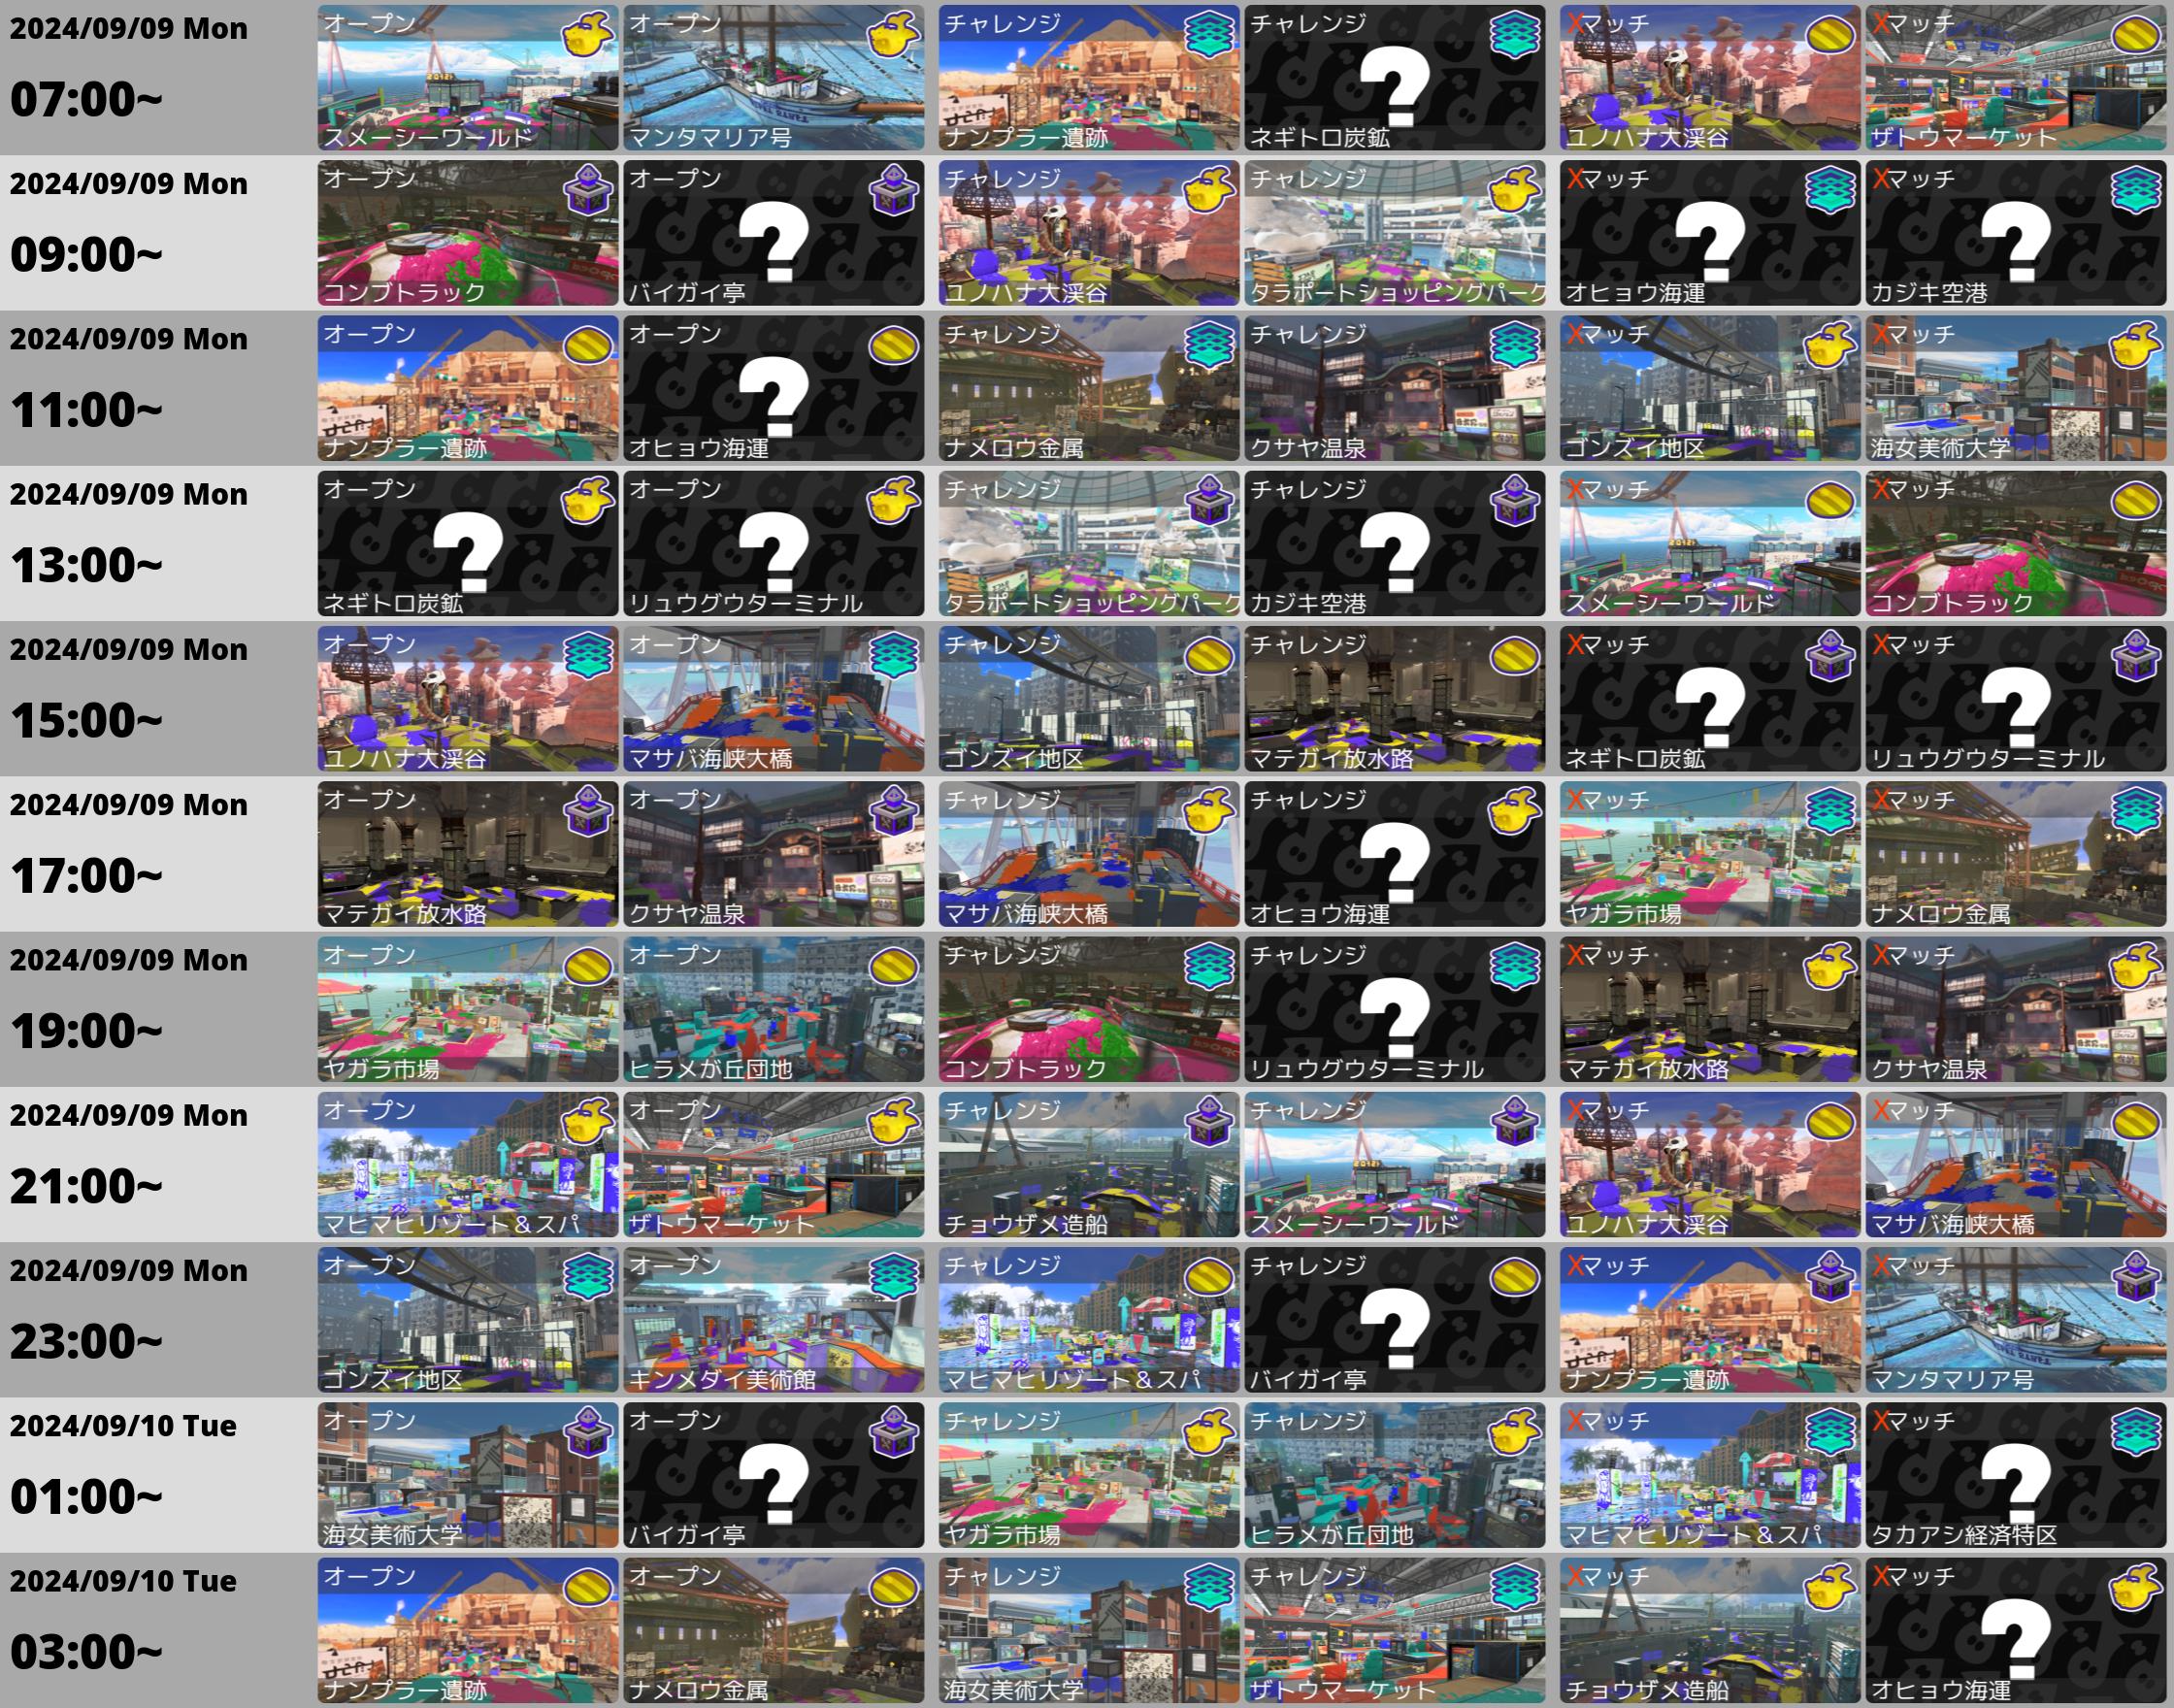 2024/09/09 Mon
07:00~
オープン
スメーシーワールド
オープン
マンタマリア号
チャレンジ
ナンプラー遺跡
チャレンジ
?
ネギトロ炭鉱
Xマッチ
ユノハナ大渓谷
Xマッチ
ザトウマーケット
2024/09/09 Mon
09:00~
オープン
コンブトラック
オープン
?
バイガイ亭
チャレンジ
ユノハナ大渓谷
チャレンジ
タラポートショッピングパーク
Xマッチ
?
オヒョウ海運
Xマッチ
?
カジキ空港
2024/09/09 Mon
11:00~
オープン
ナンプラー遺跡
オープン
?
オヒョウ海運
チャレンジ
ナメロウ金属
チャレンジ
クサヤ温泉
Xマッチ
ゴンズイ地区
Xマッチ
海女美術大学
2024/09/09 Mon
13:00~
オープン
?
ネギトロ炭鉱
オープン
?
リュウグウターミナル
チャレンジ
タラポートショッピングパーク
チャレンジ
?
カジキ空港
Xマッチ
スメーシーワールド
Xマッチ
コンブトラック
2024/09/09 Mon
15:00~
オープン
ユノハナ大渓谷
オープン
マサバ海峡大橋
チャレンジ
ゴンズイ地区
チャレンジ
マテガイ放水路
Xマッチ
?
ネギトロ炭鉱
Xマッチ
?
リュウグウターミナル
2024/09/09 Mon
17:00~
オープン
マテガイ放水路
オープン
クサヤ温泉
チャレンジ
マサバ海峡大橋
チャレンジ
?
オヒョウ海運
Xマッチ
ヤガラ市場
Xマッチ
ナメロウ金属
2024/09/09 Mon
19:00~
オープン
ヤガラ市場
オープン
ヒラメが丘団地
チャレンジ
コンブトラック
チャレンジ
?
リュウグウターミナル
Xマッチ
マテガイ放水路
Xマッチ
クサヤ温泉
2024/09/09 Mon
21:00~
オープン
マヒマヒリゾート&スパ
オープン
ザトウマーケット
チャレンジ
チョウザメ造船
チャレンジ
スメーシーワールド
Xマッチ
ユノハナ大渓谷
Xマッチ
マサバ海峡大橋
2024/09/09 Mon
23:00~
オープン
ゴンズイ地区
オープン
キンメダイ美術館
チャレンジ
マヒマヒリゾート&スパ
チャレンジ
?
バイガイ亭
Xマッチ
ナンプラー遺跡
Xマッチ
マンタマリア号
2024/09/10 Tue
01:00~
オープン
海女美術大学
オープン
?
バイガイ亭
チャレンジ
ヤガラ市場
チャレンジ
ヒラメが丘団地
Xマッチ
マヒマヒリゾート&スパ
Xマッチ
?
タカアシ経済特区
2024/09/10 Tue
03:00~
オープン
ナンプラー遺跡
オープン
ナメロウ金属
チャレンジ
海女美術大学
チャレンジ
ザトウマーケット
Xマッチ
チョウザメ造船
Xマッチ
?
オヒョウ海運